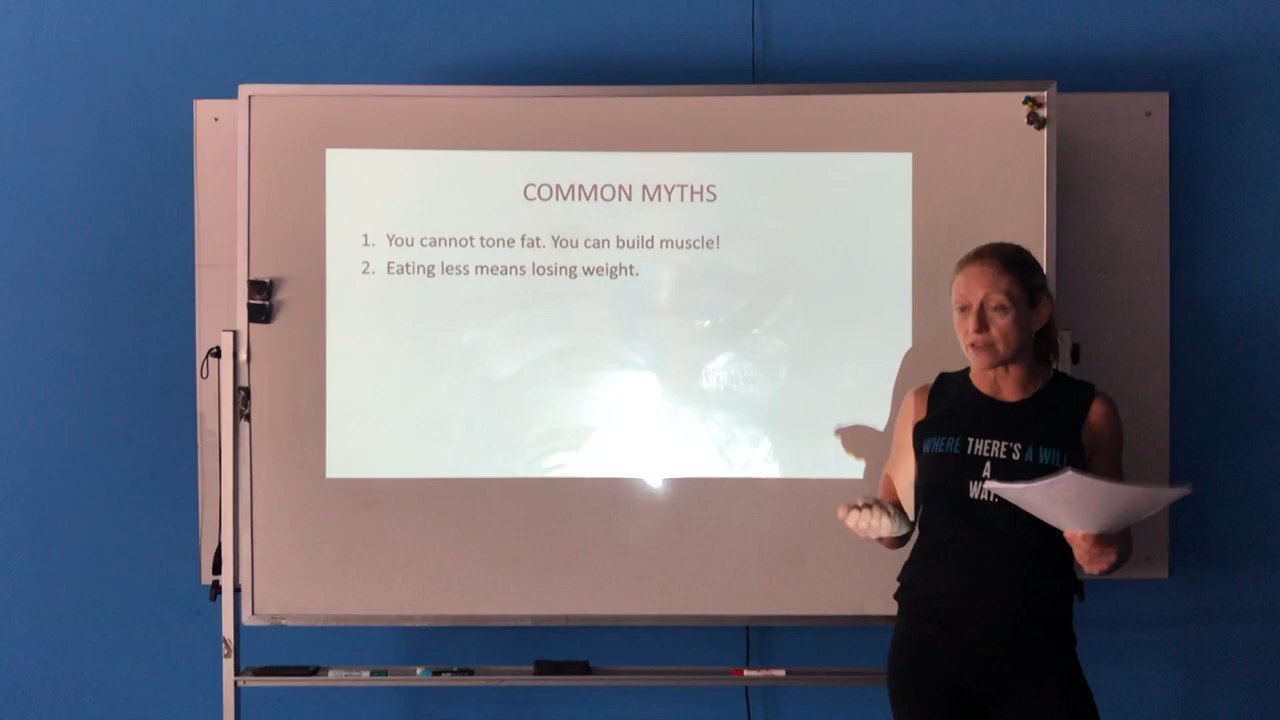 COMMON MYTHS
1. You cannot tone fat. You can build muscle!
2. Eating less means losing weight.
WHERE THERE'S A WILL
A
WAY.